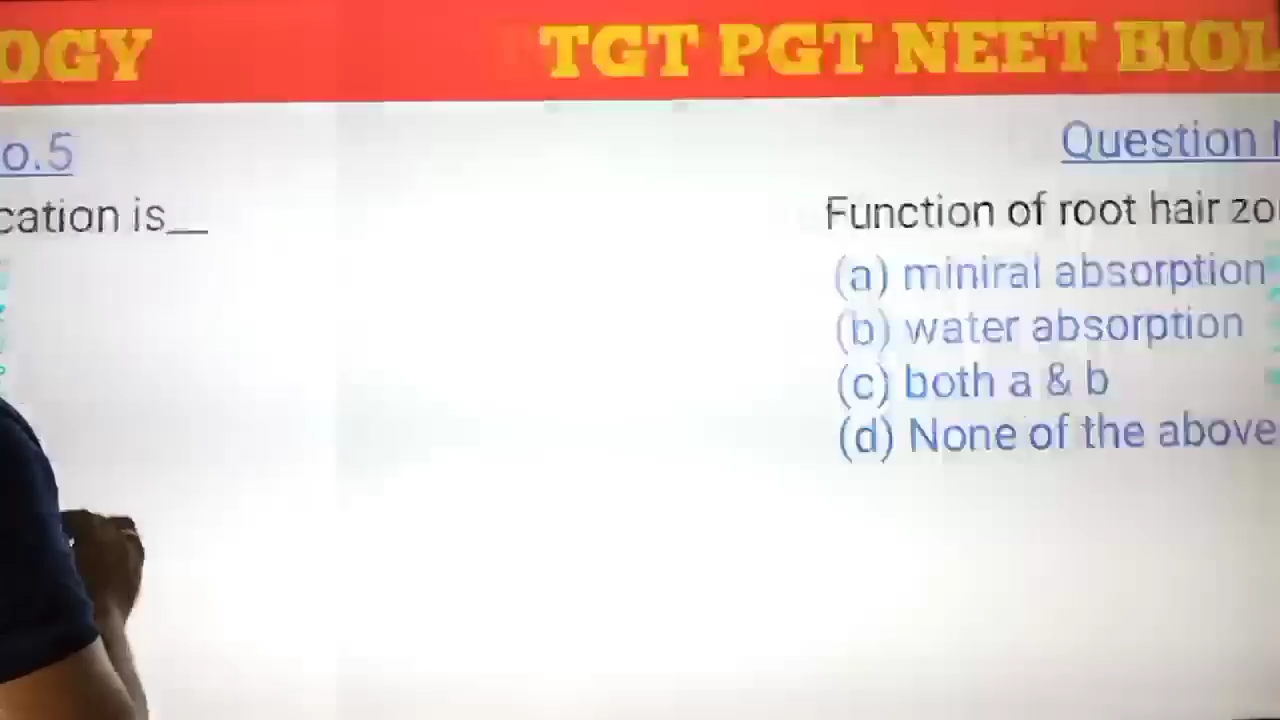 OGY
TGT PGT NEET BIOL
o.5
cation is__
Question
Function of root hair zo
(a) miniral absorption
(b) water absorption
(c) both a & b
(d) None of the above